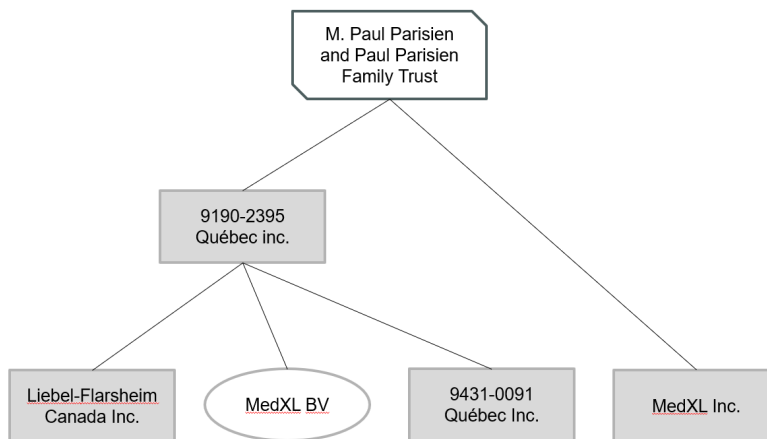 M. Paul Parisien
and Paul Parisien
Family Trust
9190-2395
Québec inc.
Liebel-Flarsheim
Canada Inc.
MedXL BV
9431-0091
Québec Inc.
MedXL Inc.